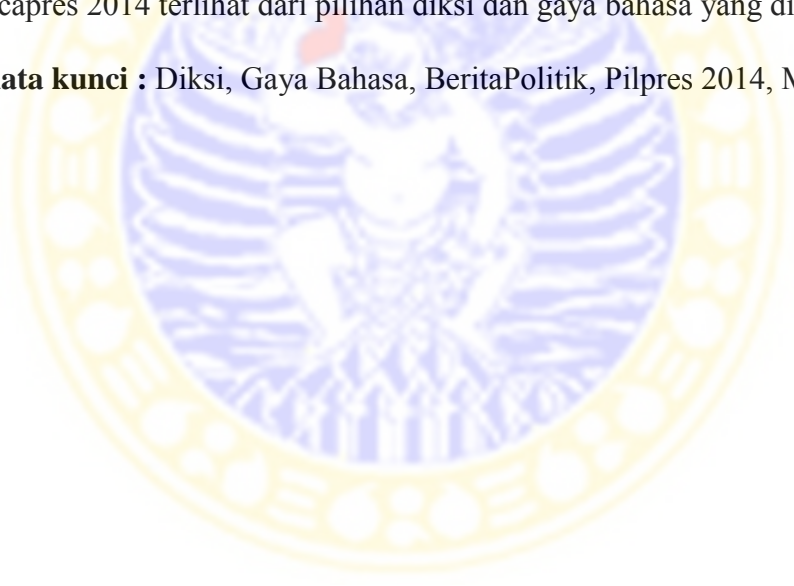 capres 2014 terlihat dari pilihan diksi dan gaya bahasa yang di
ata kunci : Diksi, Gaya Bahasa, BeritaPolitik, Pilpres 2014, M